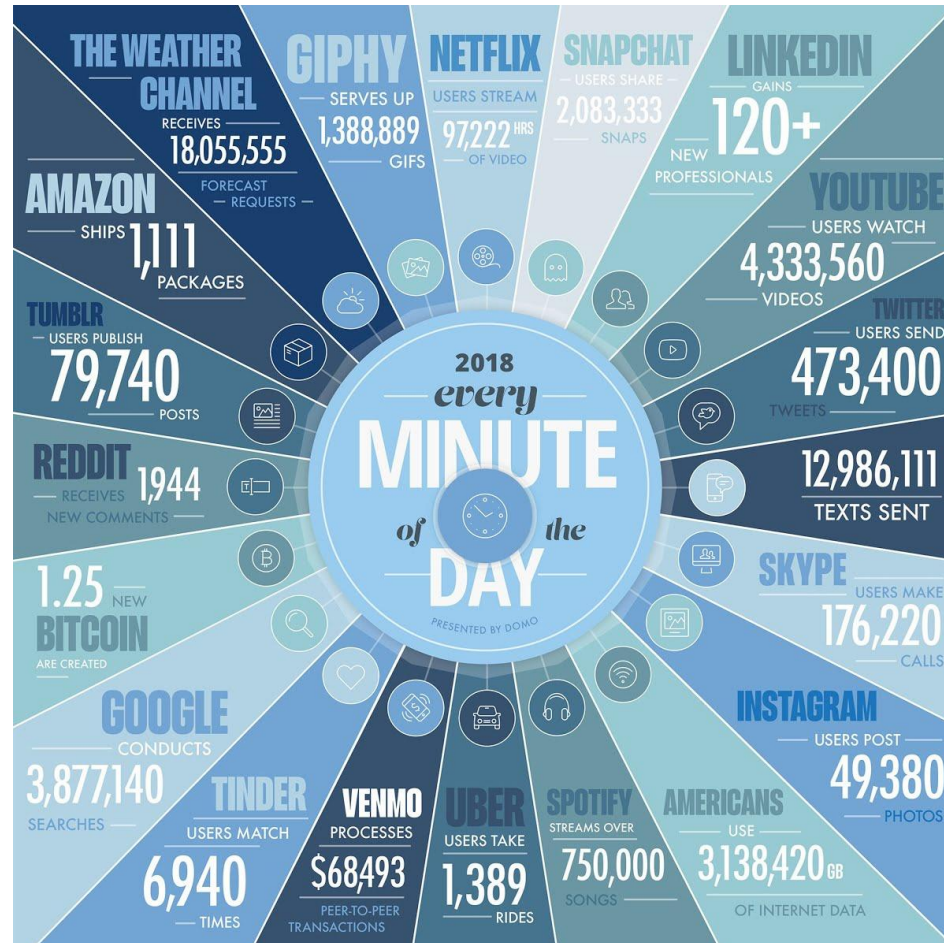 THE WEATHER
CHANNEL
RECEIVES
18,055,555
FORECAST
REQUESTS
GIPHY
SERVES UP
1,388,889
GIFS
NETFLIX
USERS STREAM
97,222 HRS
OF VIDEO
SNAPCHAT
USERS SHARE
2,083,333
SNAPS
LINKEDIN
GAINS
120+
NEW
PROFESSIONALS
YOUTUBE
USERS WATCH
4,333,560
VIDEOS
TWITTER
USERS SEND
473,400
TWEETS
12,986,111
TEXTS SENT
SKYPE
USERS MAKE
176,220
CALLS
INSTAGRAM
USERS POST
49,380
PHOTOS
AMERICANS
USE
3,138,420 GB
OF INTERNET DATA
SPOTIFY
STREAMS OVER
750,000
SONGS
UBER
USERS TAKE
1,389
RIDES
VENMO
PROCESSES
$68,493
PEER-TO-PEER
TRANSACTIONS
TINDER
USERS MATCH
6,940
TIMES
GOOGLE
CONDUCTS
3,877,140
SEARCHES
1.25 NEW
BITCOIN
ARE CREATED
REDDIT
RECEIVES 1,944
NEW COMMENTS
TUMBLR
USERS PUBLISH
79,740
POSTS
AMAZON
SHIPS 1,111
PACKAGES
2018
every
MINUTE
of the
DAY
PRESENTED BY DOMO